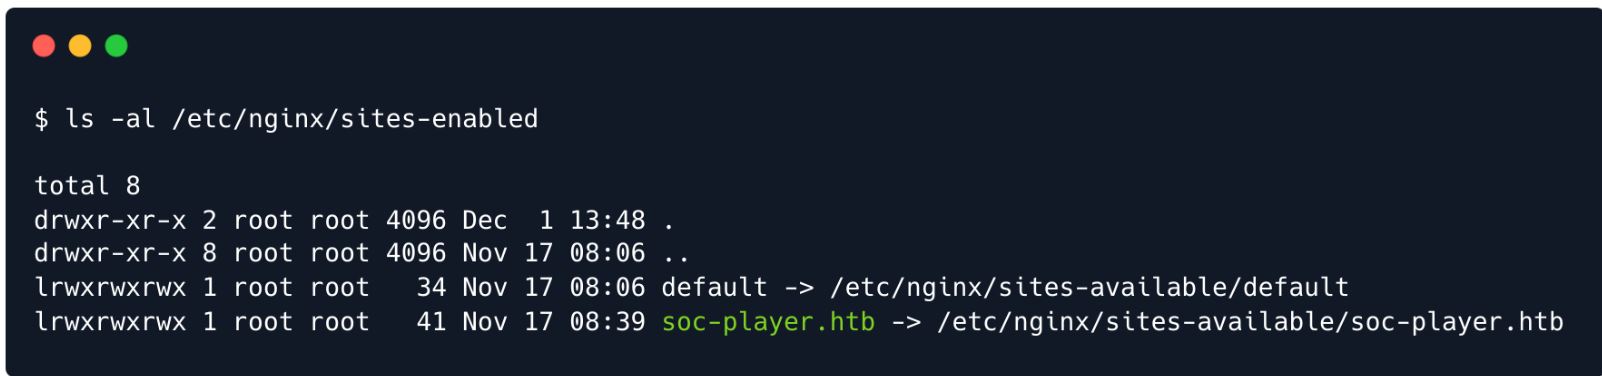 $ ls -al /etc/nginx/sites-enabled
total 8
drwxr-xr-x 2 root root 4096 Dec  1 13:48 .
drwxr-xr-x 8 root root 4096 Nov 17 08:06 ..
lrwxrwxrwx 1 root root   34 Nov 17 08:06 default -> /etc/nginx/sites-available/default
lrwxrwxrwx 1 root root   41 Nov 17 08:39 soc-player.htb -> /etc/nginx/sites-available/soc-player.htb